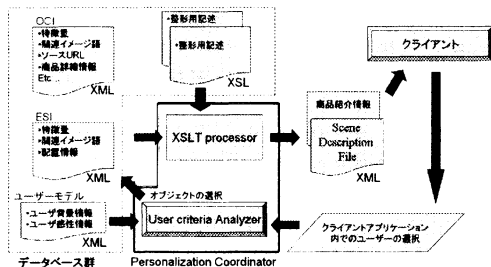 OCI
•特徴量
•関連イメージ語
•ソースURL
•商品詳細情報
Etc
XML
•整形用記述
•整形用記述
XSL
クライアント
ESI
•特徴量
•関連イメージ語
•配置情報
XML
XSLT processor
商品紹介情報
Scene
Description
File
XML
オブジェクトの選択
ユーザーモデル
•ユーザ背景情報
•ユーザ感性情報
XML
User criteria Analyzer
クライアントアプリケーション
内でのユーザーの選択
データベース群
Personalization Coordinator